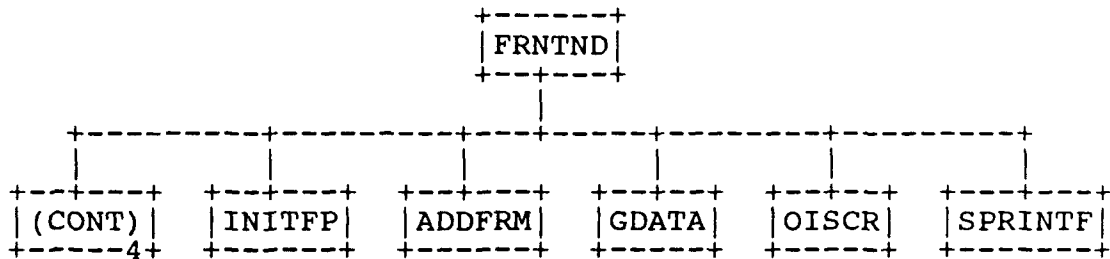 FRNTND
(CONT) INITFP ADDFRM GDATA OISCR SPRINTF
4